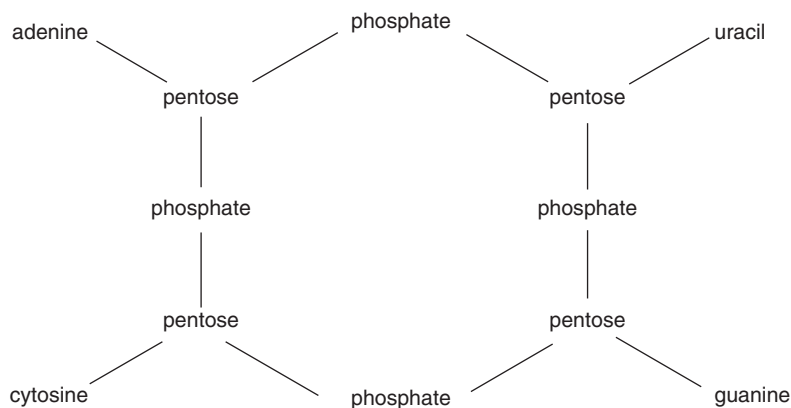 phosphate
adenine
uracil
pentose
pentose
phosphate
phosphate
pentose
pentose
cytosine
phosphate
guanine